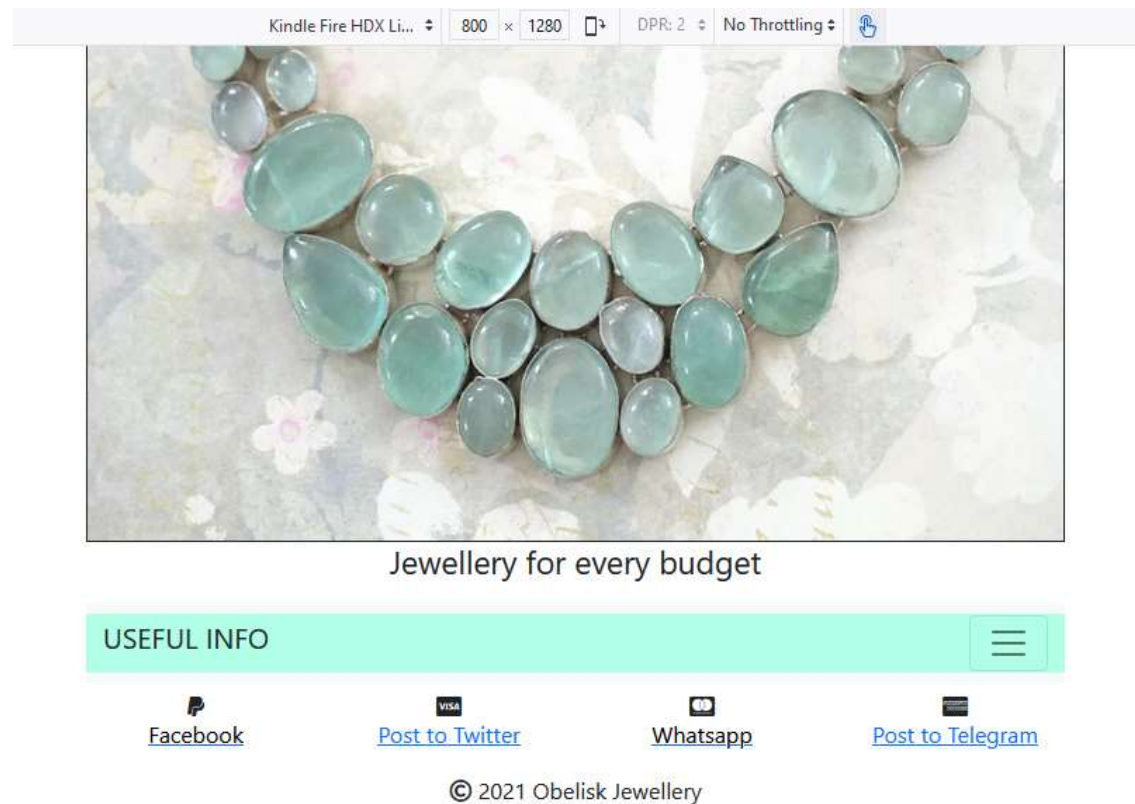 Kindle Fire HDX Li... 800 × 1280 DPR: 2 No Throttling
Jewellery for every budget
USEFUL INFO
VISA
Facebook Post to Twitter Whatsapp Post to Telegram
© 2021 Obelisk Jewellery